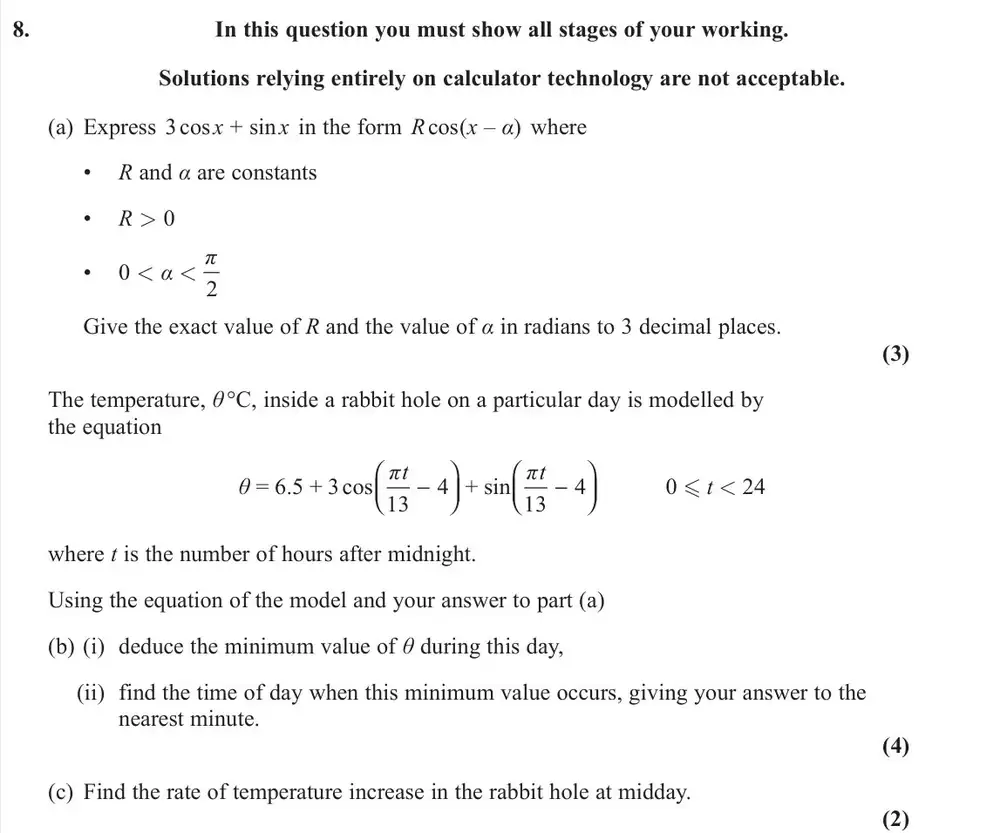 8. In this question you must show all stages of your working.
Solutions relying entirely on calculator technology are not acceptable.
(a) Express 3 cos x + sin x in the form R cos(x – α) where
• R and α are constants
• R > 0
• 0 < α < π/2
Give the exact value of R and the value of α in radians to 3 decimal places.
(3)
The temperature, θ°C, inside a rabbit hole on a particular day is modelled by
the equation
θ = 6.5 + 3 cos(πt/13 – 4) + sin(πt/13 – 4) 0 ⩽ t < 24
where t is the number of hours after midnight.
Using the equation of the model and your answer to part (a)
(b) (i) deduce the minimum value of θ during this day,
(ii) find the time of day when this minimum value occurs, giving your answer to the
nearest minute.
(4)
(c) Find the rate of temperature increase in the rabbit hole at midday.
(2)